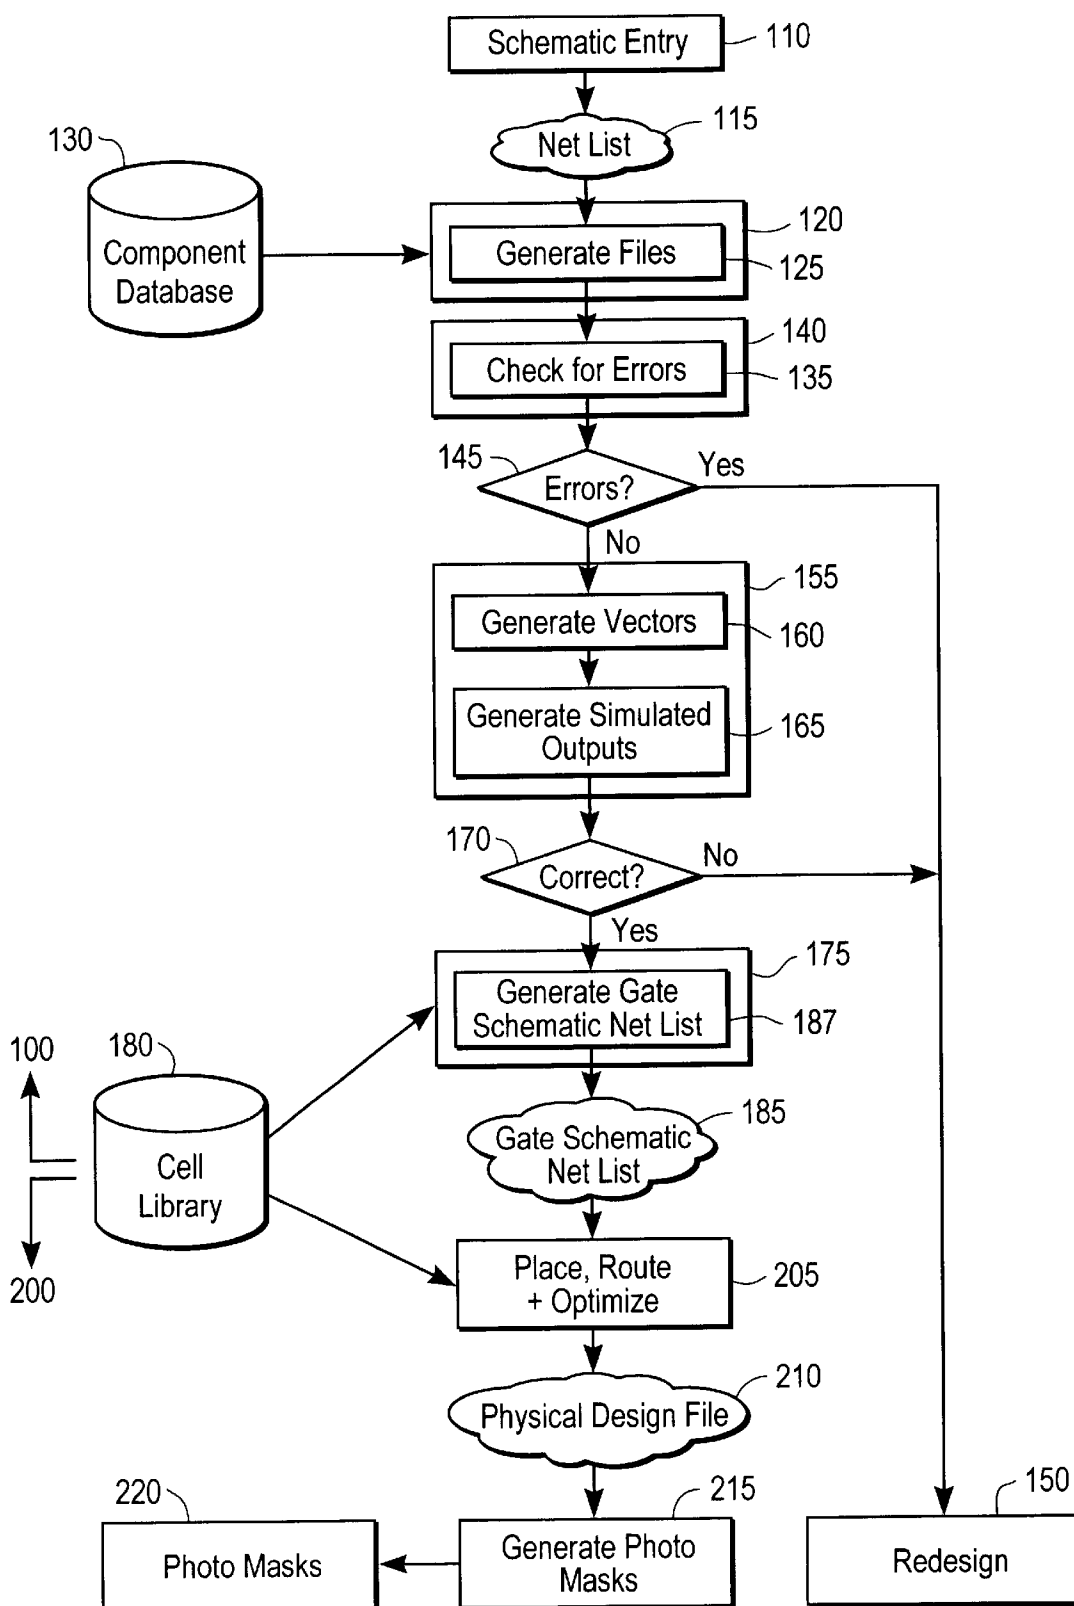 Schematic Entry
110
Net List
115
130
Component
Database
120
Generate Files
125
140
Check for Errors
135
145
Errors?
Yes
No
155
Generate Vectors
160
Generate Simulated
Outputs
165
170
Correct?
No
Yes
175
Generate Gate
Schematic Net List
187
100
180
Cell
Library
200
185
Gate Schematic
Net List
Place, Route
+ Optimize
205
210
Physical Design File
220
Photo Masks
215
Generate Photo
Masks
150
Redesign